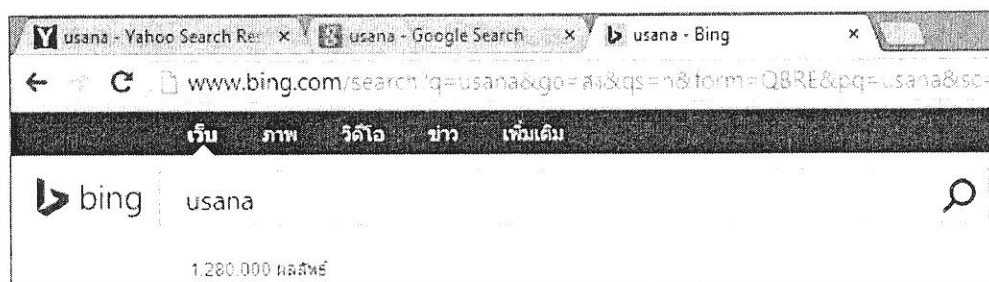 usana - Yahoo Search Re: × usana - Google Search × usana - Bing ×
www.bing.com/search?q=usana&go=ส่ง&qs=n&form=QBRE&pq=usana&sc=
เว็บ ภาพ วิดีโอ ข่าว เพิ่มเติม
bing usana
1,280,000 ผลลัพธ์